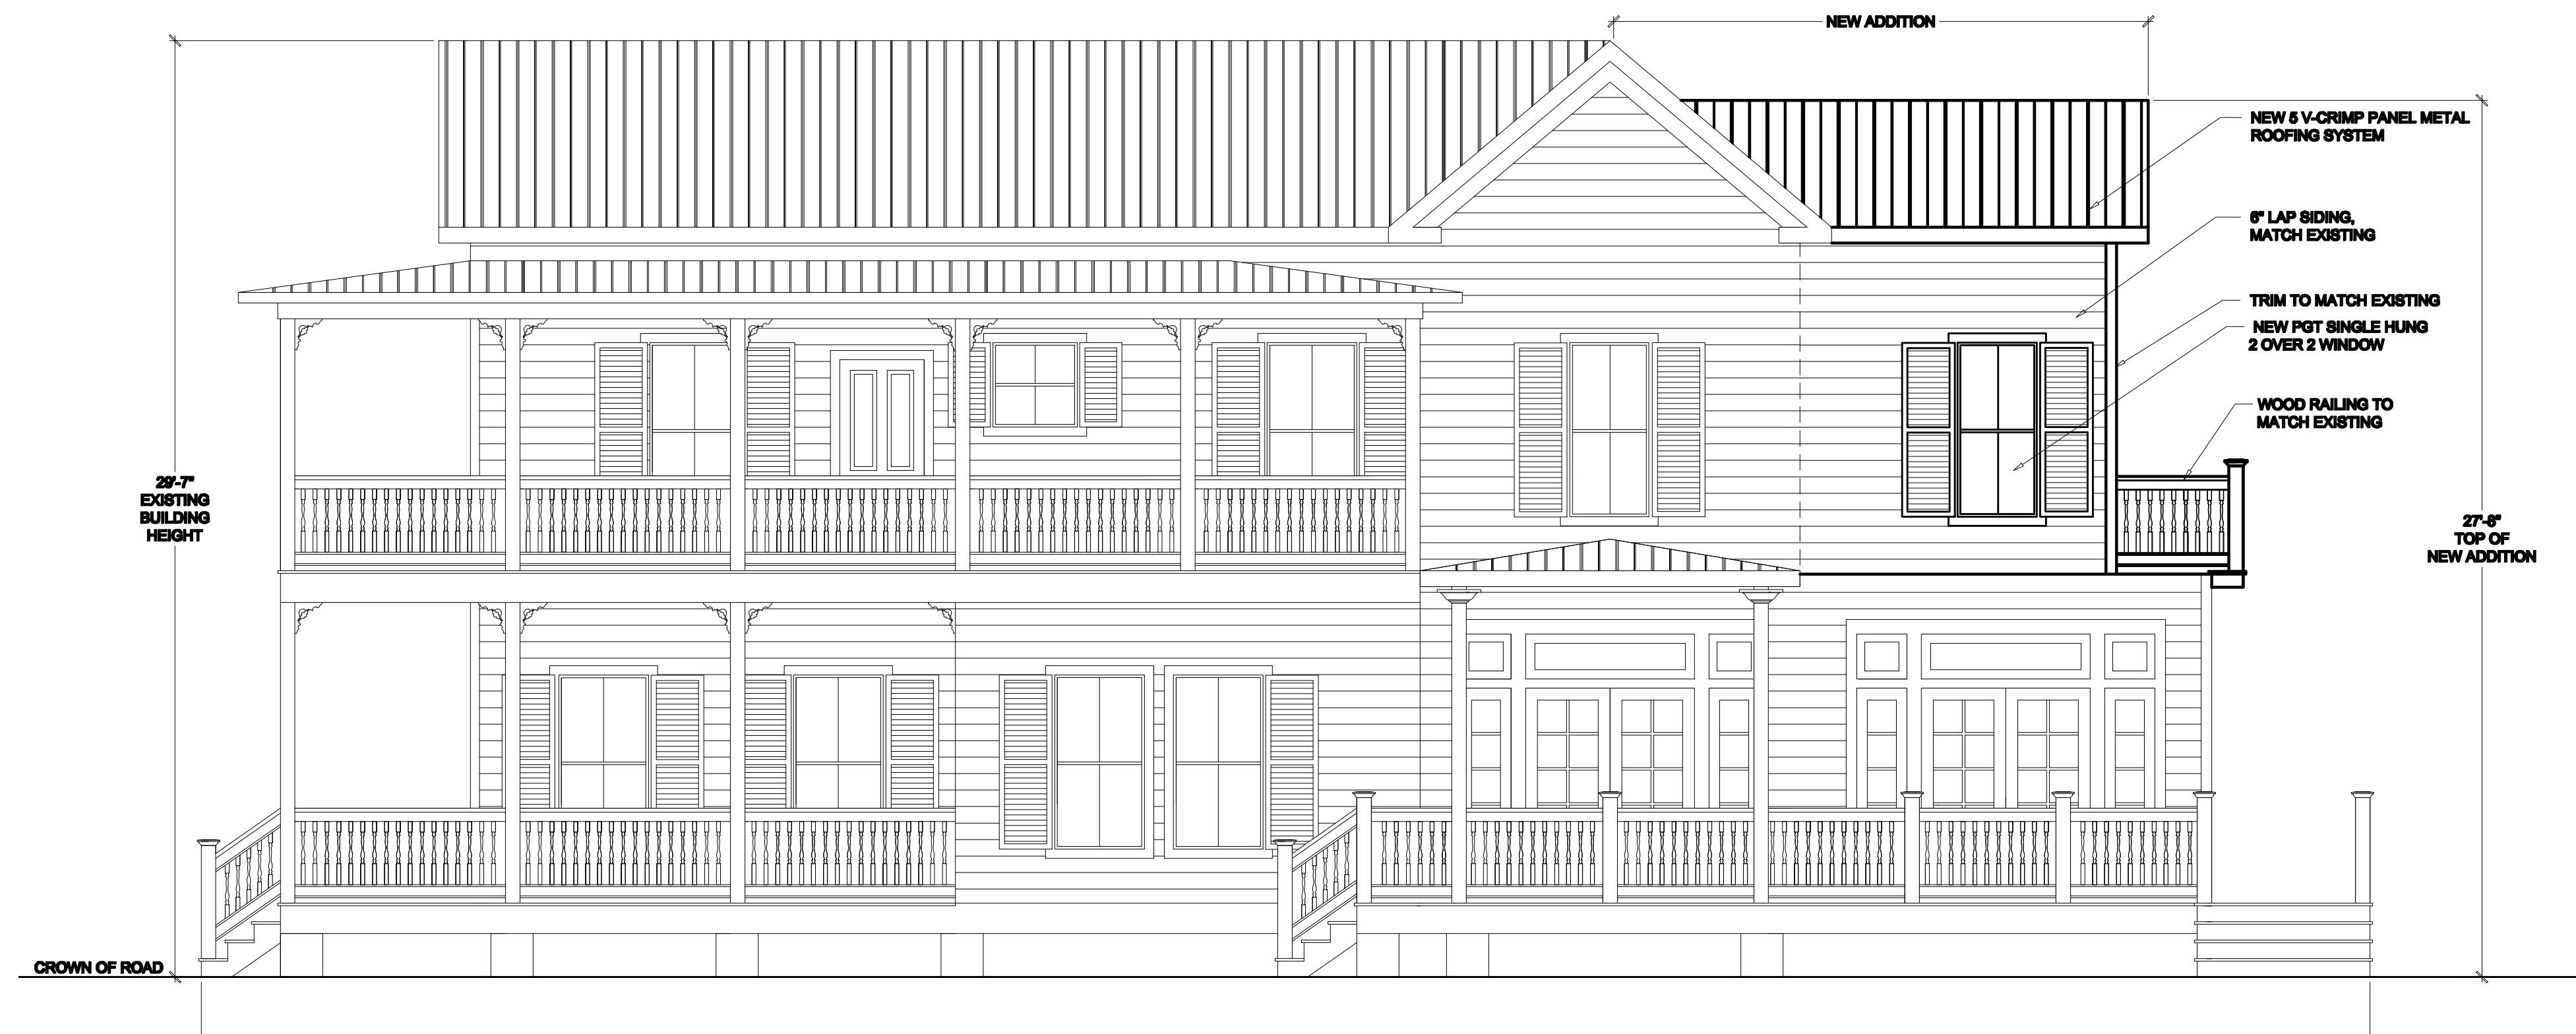 NEW ADDITION
NEW 5 V-CRIMP PANEL METAL
ROOFING SYSTEM
6" LAP SIDING,
MATCH EXISTING
TRIM TO MATCH EXISTING
NEW PGT SINGLE HUNG
2 OVER 2 WINDOW
WOOD RAILING TO
MATCH EXISTING
29'-7"
EXISTING
BUILDING
HEIGHT
27'-8"
TOP OF
NEW ADDITION
CROWN OF ROAD